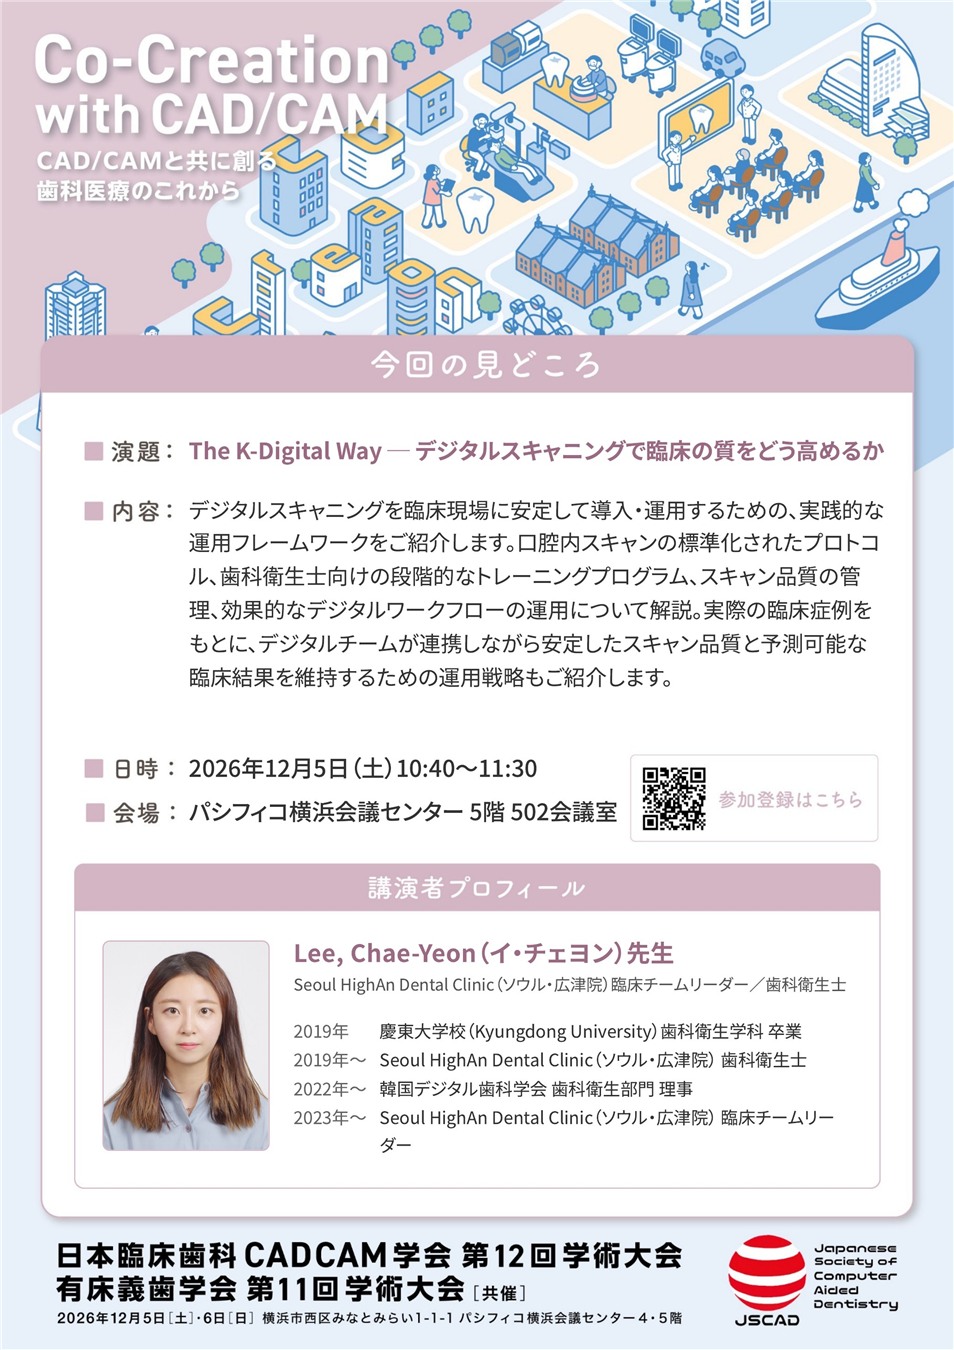 Co-Creation
with CAD/CAM
CAD/CAMと共に創る
歯科医療のこれから
今回の見どころ
演題： The K-Digital Way ― デジタルスキャニングで臨床の質をどう高めるか
内容： デジタルスキャニングを臨床現場に安定して導入・運用するための、実践的な
運用フレームワークをご紹介します。口腔内スキャンの標準化されたプロトコ
ル、歯科衛生士向けの段階的なトレーニングプログラム、スキャン品質の管
理、効果的なデジタルワークフローの運用について解説。実際の臨床症例を
もとに、デジタルチームが連携しながら安定したスキャン品質と予測可能な
臨床結果を維持するための運用戦略もご紹介します。
日時： 2026年12月5日（土）10:40～11:30
会場： パシフィコ横浜会議センター 5階 502会議室
参加登録はこちら
講演者プロフィール
Lee, Chae-Yeon（イ・チェヨン）先生
Seoul HighAn Dental Clinic（ソウル・広津院）臨床チームリーダー／歯科衛生士
2019年 慶東大学校（Kyungdong University）歯科衛生学科 卒業
2019年～ Seoul HighAn Dental Clinic（ソウル・広津院） 歯科衛生士
2022年～ 韓国デジタル歯科学会 歯科衛生部門 理事
2023年～ Seoul HighAn Dental Clinic（ソウル・広津院） 臨床チームリー
ダー
日本臨床歯科CADCAM学会 第12回学術大会
有床義歯学会 第11回学術大会［共催］
2026年12月5日［土］・6日［日］ 横浜市西区みなとみらい1-1-1 パシフィコ横浜会議センター4・5階
JSCAD
Japanese
Society of
Computer
Aided
Dentistry